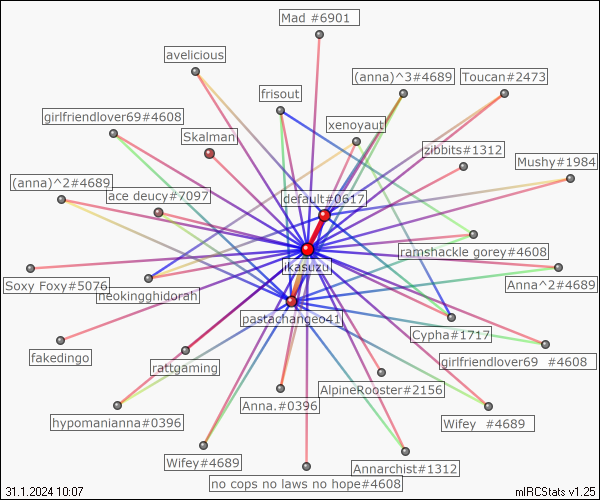 Mad #6901
avelicious
(anna)^3#4689
Toucan#2473
frisout
girlfriendlover69#4608
xenoyaut
Skalman
zibbits#1312
Mushy#1984
(anna)^2#4689
ace deucy#7097
default#0617
ramshackle gorey#4608
ikasuzu
Soxy Foxy#5076
Anna^2#4689
neokingghidorah
pastachangeo41
Cypha#1717
fakedingo
rattgaming
girlfriendlover69 #4608
AlpineRooster#2156
Anna.#0396
hypomanianna#0396
Wifey #4689
Wifey#4689
Annarchist#1312
no cops no laws no hope#4608
31.1.2024 10:07
mIRCStats v1.25